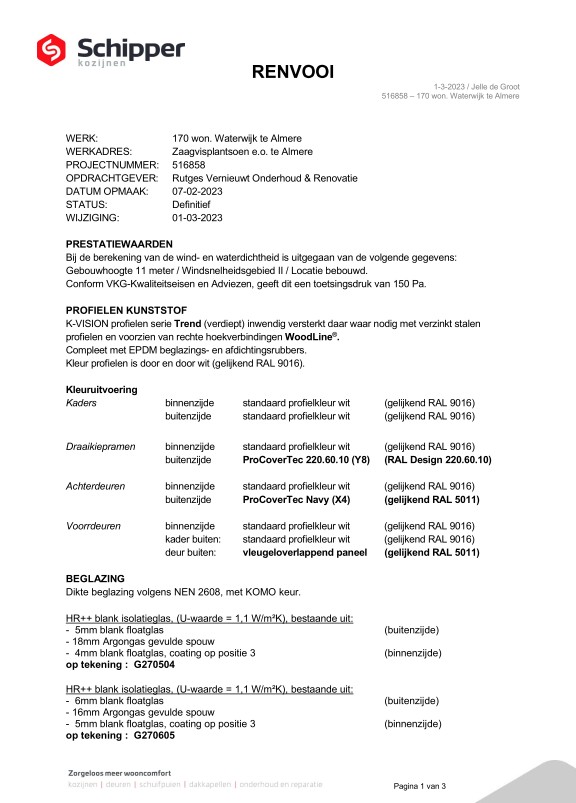 Schipper
kozijnen
RENVOOI
1-3-2023 / Jelle de Groot
516858 – 170 won. Waterwijk te Almere
WERK: 170 won. Waterwijk te Almere
WERKADRES: Zaagvisplantsoen e.o. te Almere
PROJECTNUMMER: 516858
OPDRACHTGEVER: Rutges Vernieuwt Onderhoud & Renovatie
DATUM OPMAAK: 07-02-2023
STATUS: Definitief
WIJZIGING: 01-03-2023
PRESTATIEWAARDEN
Bij de berekening van de wind- en waterdichtheid is uitgegaan van de volgende gegevens:
Gebouwhoogte 11 meter / Windsnelheidsgebied II / Locatie bebouwd.
Conform VKG-Kwaliteitseisen en Adviezen, geeft dit een toetsingsdruk van 150 Pa.
PROFIELEN KUNSTSTOF
K-VISION profielen serie Trend (verdiept) inwendig versterkt daar waar nodig met verzinkt stalen
profielen en voorzien van rechte hoekverbindingen WoodLine®.
Compleet met EPDM beglazings- en afdichtingsrubbers.
Kleur profielen is door en door wit (gelijkend RAL 9016).
Kleuruitvoering
Kaders binnenzijde standaard profielkleur wit (gelijkend RAL 9016)
buitenzijde standaard profielkleur wit (gelijkend RAL 9016)
Draaikiepramen binnenzijde standaard profielkleur wit (gelijkend RAL 9016)
buitenzijde ProCoverTec 220.60.10 (Y8) (RAL Design 220.60.10)
Achterdeuren binnenzijde standaard profielkleur wit (gelijkend RAL 9016)
buitenzijde ProCoverTec Navy (X4) (gelijkend RAL 5011)
Voorrdeuren binnenzijde standaard profielkleur wit (gelijkend RAL 9016)
kader buiten: standaard profielkleur wit (gelijkend RAL 9016)
deur buiten: vleugeloverlappend paneel (gelijkend RAL 5011)
BEGLAZING
Dikte beglazing volgens NEN 2608, met KOMO keur.
HR++ blank isolatieglas, (U-waarde = 1,1 W/m²K), bestaande uit:
- 5mm blank floatglas (buitenzijde)
- 18mm Argongas gevulde spouw
- 4mm blank floatglas, coating op positie 3 (binnenzijde)
op tekening : G270504
HR++ blank isolatieglas, (U-waarde = 1,1 W/m²K), bestaande uit:
- 6mm blank floatglas (buitenzijde)
- 16mm Argongas gevulde spouw
- 5mm blank floatglas, coating op positie 3 (binnenzijde)
op tekening : G270605
Zorgeloos meer wooncomfort
kozijnen | deuren | schuifpuien | dakkapellen | onderhoud en reparatie
Pagina 1 van 3